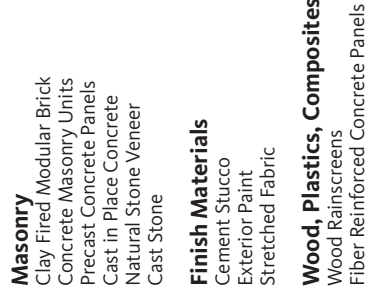 Masonry
Clay Fired Modular Brick
Concrete Masonry Units
Precast Concrete Panels
Cast in Place Concrete
Natural Stone Veneer
Cast Stone
Finish Materials
Cement Stucco
Exterior Paint
Stretched Fabric
Wood, Plastics, Composites
Wood Rainscreens
Fiber Reinforced Concrete Panels